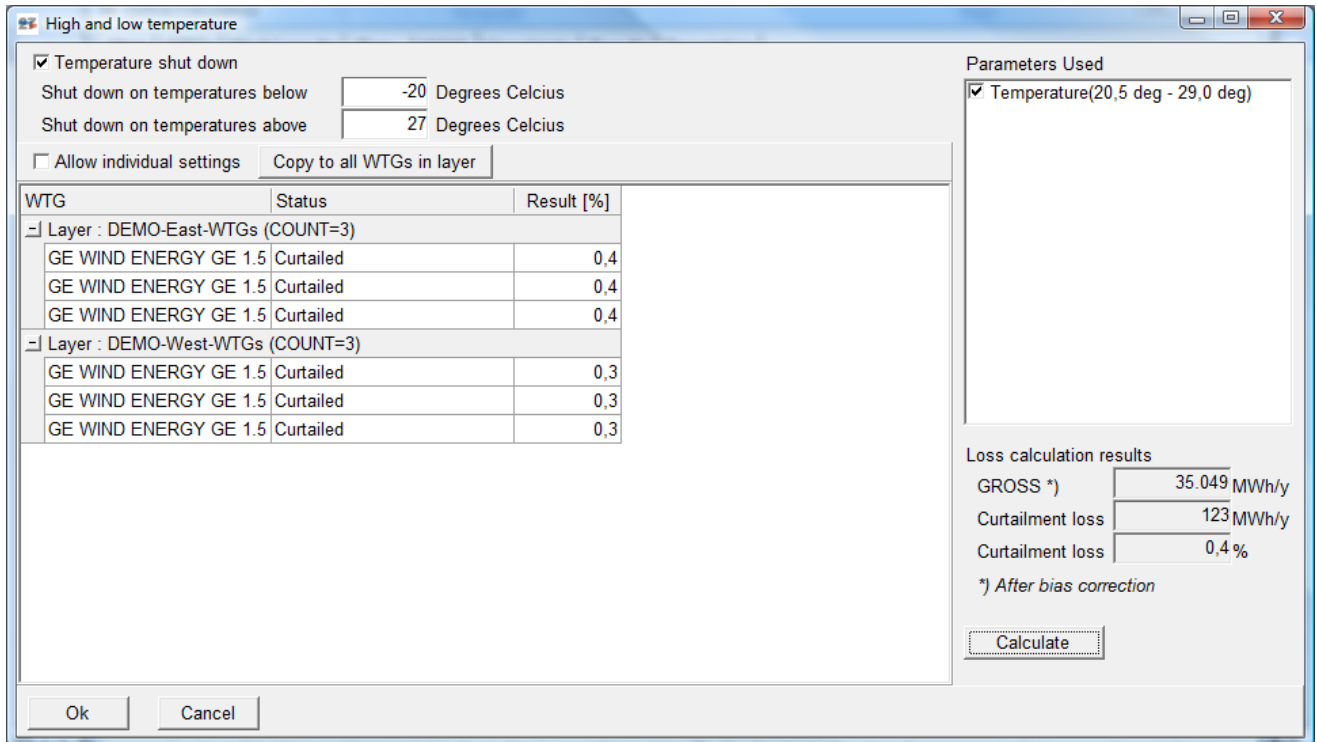 High and low temperature
Temperature shut down
Shut down on temperatures below -20 Degrees Celcius
Shut down on temperatures above 27 Degrees Celcius
Allow individual settings Copy to all WTGs in layer
WTG Status Result [%]
Layer : DEMO-East-WTGs (COUNT=3)
GE WIND ENERGY GE 1.5 Curtailed 0,4
GE WIND ENERGY GE 1.5 Curtailed 0,4
GE WIND ENERGY GE 1.5 Curtailed 0,4
Layer : DEMO-West-WTGs (COUNT=3)
GE WIND ENERGY GE 1.5 Curtailed 0,3
GE WIND ENERGY GE 1.5 Curtailed 0,3
GE WIND ENERGY GE 1.5 Curtailed 0,3
Parameters Used
Temperature(20,5 deg - 29,0 deg)
Loss calculation results
GROSS *) 35.049 MWh/y
Curtailment loss 123 MWh/y
Curtailment loss 0,4 %
*) After bias correction
Calculate
Ok Cancel